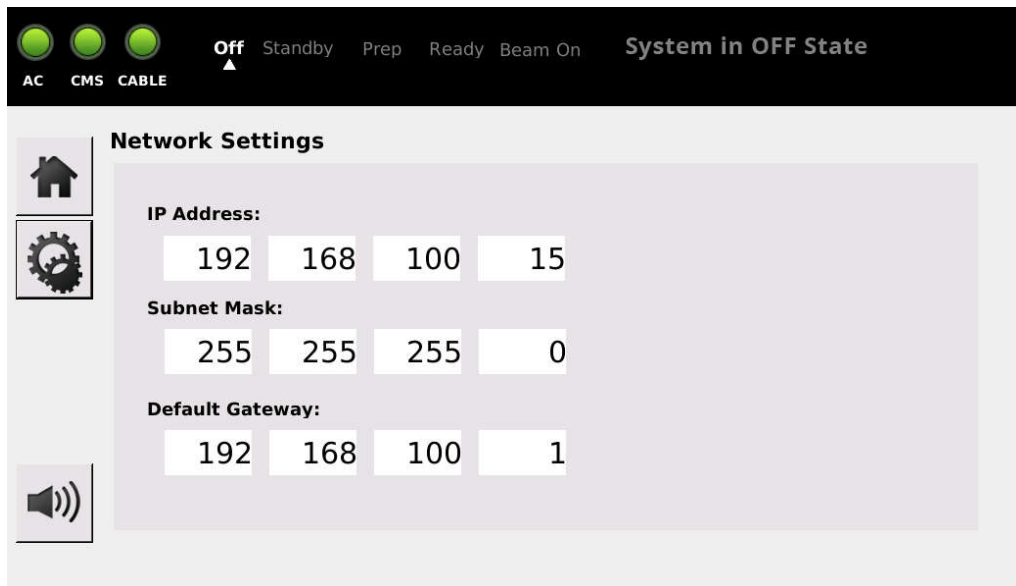 Off Standby Prep Ready Beam On System in OFF State
AC CMS CABLE
Network Settings
IP Address:
192 168 100 15
Subnet Mask:
255 255 255 0
Default Gateway:
192 168 100 1